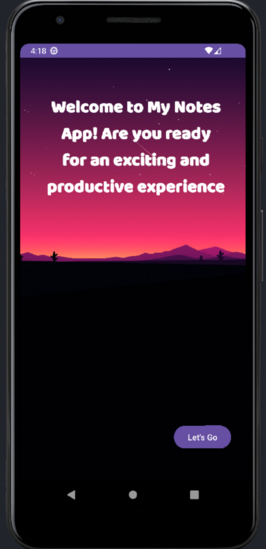 4:18
Welcome to My Notes
App! Are you ready
for an exciting and
productive experience
Let's Go